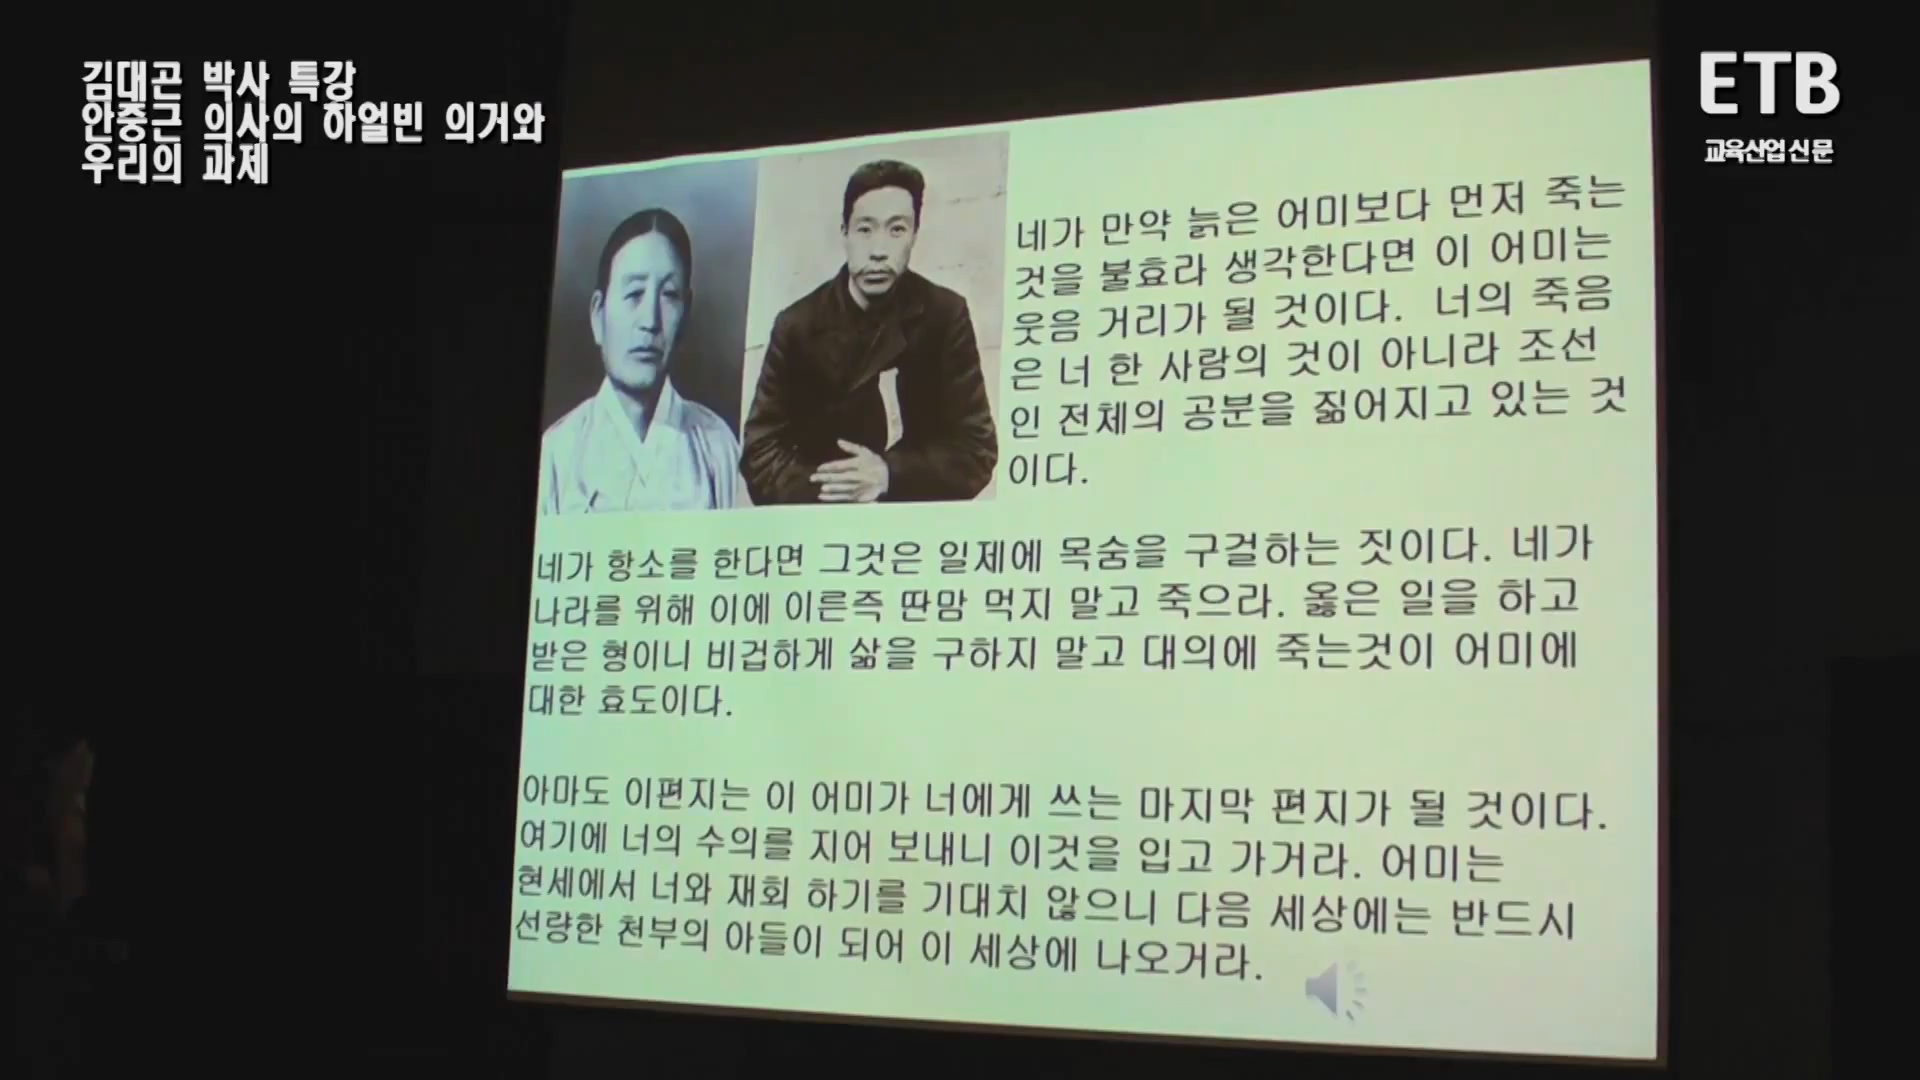 김대곤 박사 특강
안중근 의사의 하얼빈 의거와
우리의 과제
ETB
교육산업신문
네가 만약 늙은 어미보다 먼저 죽는
것을 불효라 생각한다면 이 어미는
웃음 거리가 될 것이다. 너의 죽음
은 너 한 사람의 것이 아니라 조선
인 전체의 공분을 짊어지고 있는 것
이다.
네가 항소를 한다면 그것은 일제에 목숨을 구걸하는 짓이다. 네가
나라를 위해 이에 이른즉 딴맘 먹지 말고 죽으라. 옳은 일을 하고
받은 형이니 비겁하게 삶을 구하지 말고 대의에 죽는것이 어미에
대한 효도이다.
아마도 이편지는 이 어미가 너에게 쓰는 마지막 편지가 될 것이다.
여기에 너의 수의를 지어 보내니 이것을 입고 가거라. 어미는
현세에서 너와 재회 하기를 기대치 않으니 다음 세상에는 반드시
선량한 천부의 아들이 되어 이 세상에 나오거라.